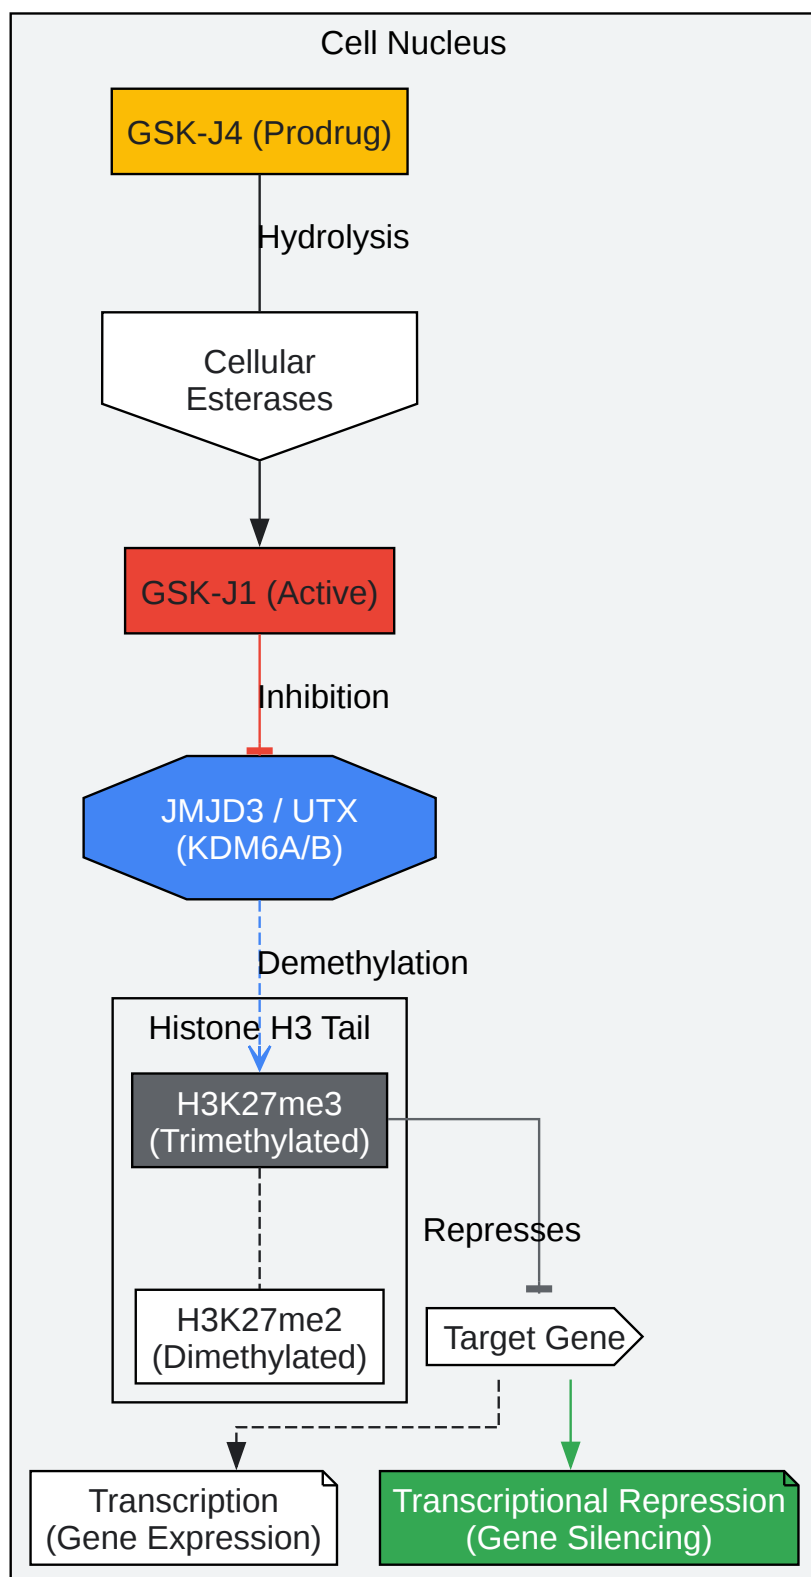 Cell Nucleus
GSK-J4 (Prodrug)
Hydrolysis
Cellular
Esterases
GSK-J1 (Active)
Inhibition
JMJD3 / UTX
(KDM6A/B)
Demethylation
Histone H3 Tail
H3K27me3
(Trimethylated)
Represses
H3K27me2
(Dimethylated)
Target Gene
Transcription
(Gene Expression)
Transcriptional Repression
(Gene Silencing)